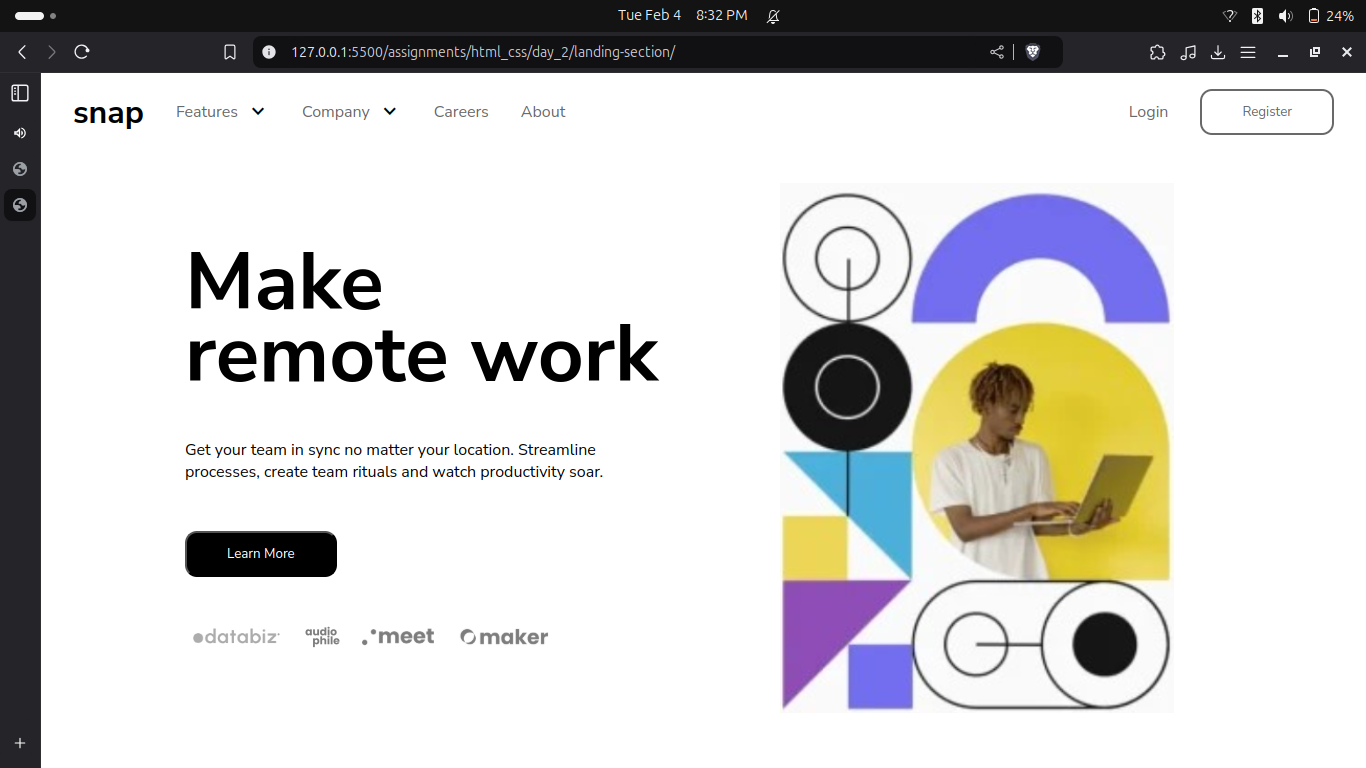 Tue Feb 4 8:32 PM
24%
127.0.0.1:5500/assignments/html_css/day_2/landing-section/
snap Features Company Careers About Login Register
Make
remote work
Get your team in sync no matter your location. Streamline
processes, create team rituals and watch productivity soar.
Learn More
databiz audio phile meet maker